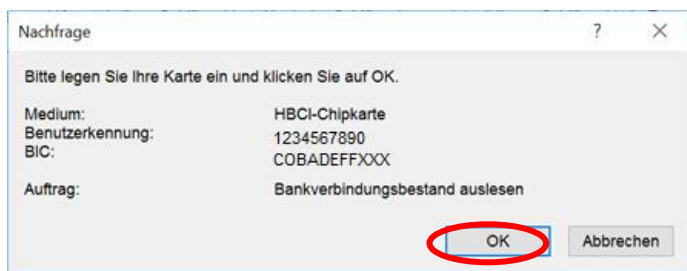 Nachfrage ?
Bitte legen Sie Ihre Karte ein und klicken Sie auf OK.
Medium: HBCI-Chipkarte
Benutzerkennung: 1234567890
BIC: COBADEFFXXX
Auftrag: Bankverbindungsbestand auslesen
OK Abbrechen